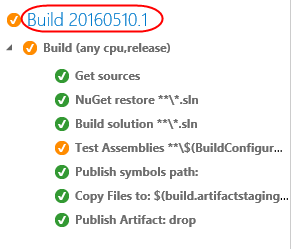 Build 20160510.1
Build (any cpu,release)
Get sources
NuGet restore **\*.sln
Build solution **\*.sln
Test Assemblies **\$(BuildConfigur...
Publish symbols path:
Copy Files to: $(build.artifactstaging...
Publish Artifact: drop